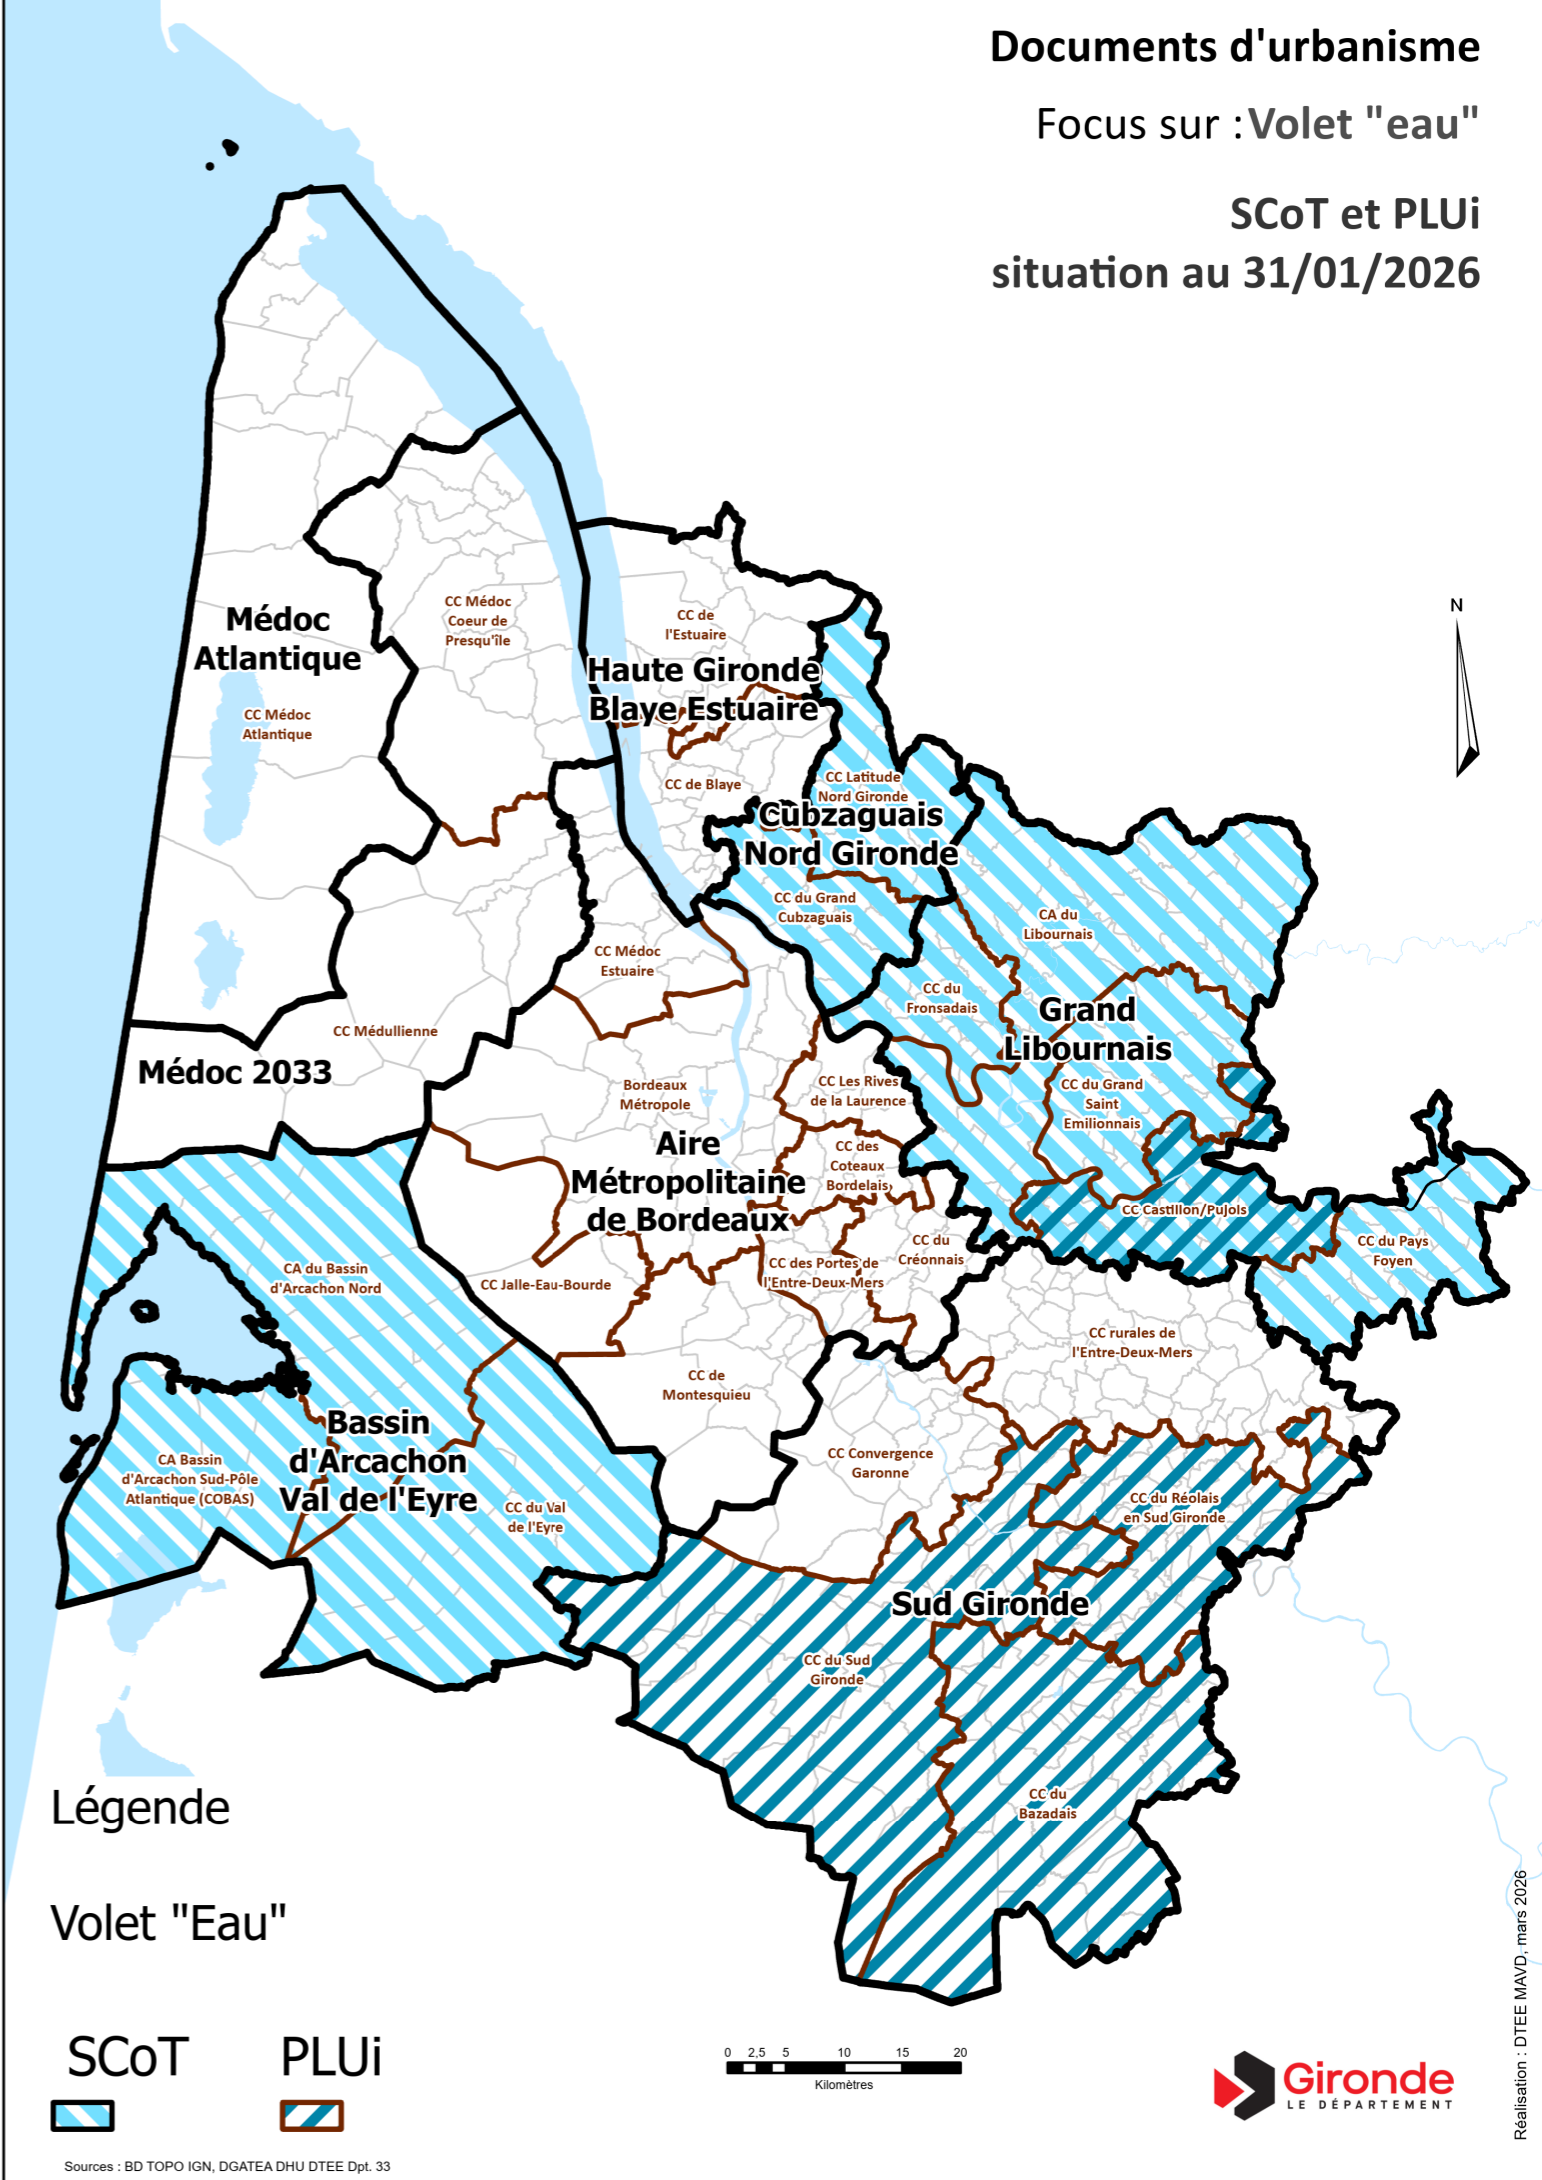 Documents d'urbanisme
Focus sur : Volet "eau"
SCoT et PLUi
situation au 31/01/2026
N
Médoc
Atlantique
CC Médoc
Atlantique
CC Médoc
Coeur de
Presqu'île
CC de
l'Estuaire
Haute Gironde
Blaye Estuaire
CC de Blaye
CC Latitude
Nord Gironde
Cubzaguais
Nord Gironde
CC du Grand
Cubzaguais
CA du
Libournais
CC Médoc
Estuaire
CC du
Fronsadais
Grand
Libournais
CC Médullienne
Médoc 2033
Bordeaux
Métropole
CC Les Rives
de la Laurence
CC du Grand
Saint
Emilionnais
Aire
Métropolitaine
de Bordeaux
CC des
Coteaux
Bordelais
CC Castillon/Pujols
CC du Pays
Foyen
CC du
Créonnais
CC des Portes de
l'Entre-Deux-Mers
CA du Bassin
d'Arcachon Nord
CC Jalle-Eau-Bourde
CC rurales de
l'Entre-Deux-Mers
CC de
Montesquieu
Bassin
d'Arcachon
Val de l'Eyre
CA Bassin
d'Arcachon Sud-Pôle
Atlantique (COBAS)
CC du Val
de l'Eyre
CC Convergence
Garonne
CC du Réolais
en Sud Gironde
Sud Gironde
CC du Sud
Gironde
CC du
Bazadais
Légende
Volet "Eau"
SCoT PLUi
0 2,5 5 10 15 20
Kilomètres
Gironde
LE DÉPARTEMENT
Réalisation : DTEE MAVD, mars 2026
Sources : BD TOPO IGN, DGATEA DHU DTEE Dpt. 33